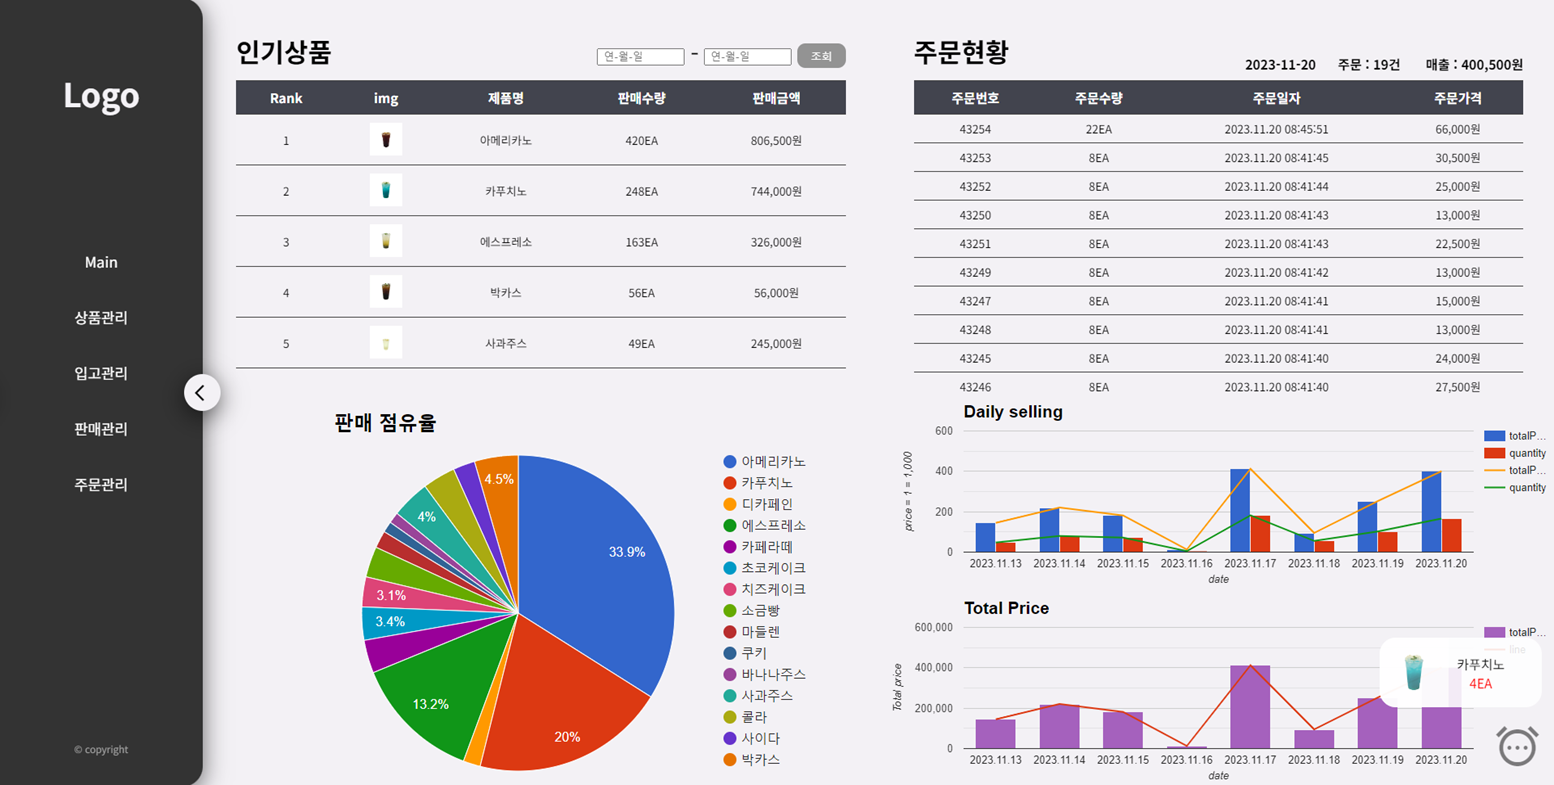 Logo
Main
상품관리
입고관리
판매관리
주문관리
© copyright
인기상품
연-월-일 - 연-월-일 조회
Rank img 제품명 판매수량 판매금액
1 아메리카노 420EA 806,500원
2 카푸치노 248EA 744,000원
3 에스프레소 163EA 326,000원
4 박카스 56EA 56,000원
5 사과주스 49EA 245,000원
판매 점유율
4.5%
4%
33.9%
3.1%
3.4%
13.2%
20%
아메리카노
카푸치노
디카페인
에스프레소
카페라떼
초코케이크
치즈케이크
소금빵
마들렌
쿠키
바나나주스
사과주스
콜라
사이다
박카스
주문현황
2023-11-20 주문 : 19건 매출 : 400,500원
주문번호 주문수량 주문일자 주문가격
43254 22EA 2023.11.20 08:45:51 66,000원
43253 8EA 2023.11.20 08:41:45 30,500원
43252 8EA 2023.11.20 08:41:44 25,000원
43250 8EA 2023.11.20 08:41:43 13,000원
43251 8EA 2023.11.20 08:41:43 22,500원
43249 8EA 2023.11.20 08:41:42 13,000원
43247 8EA 2023.11.20 08:41:41 15,000원
43248 8EA 2023.11.20 08:41:41 13,000원
43245 8EA 2023.11.20 08:41:40 24,000원
43246 8EA 2023.11.20 08:41:40 27,500원
Daily selling
600
400
200
0
price = 1 = 1,000
2023.11.13 2023.11.14 2023.11.15 2023.11.16 2023.11.17 2023.11.18 2023.11.19 2023.11.20
date
totalP...
quantity
totalP...
quantity
Total Price
600,000
400,000
200,000
0
Total price
2023.11.13 2023.11.14 2023.11.15 2023.11.16 2023.11.17 2023.11.18 2023.11.19 2023.11.20
date
totalP...
line
카푸치노
4EA